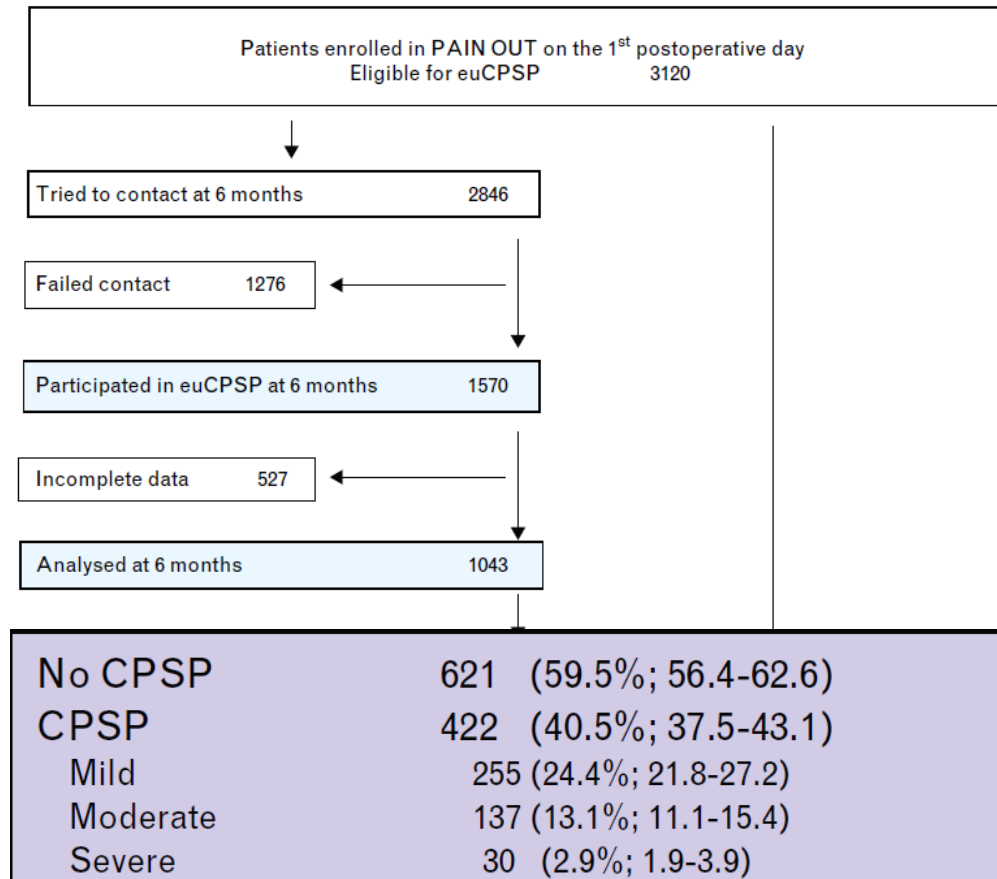 Patients enrolled in PAIN OUT on the 1st postoperative day
Eligible for euCPSP 3120
Tried to contact at 6 months 2846
Failed contact 1276
Participated in euCPSP at 6 months 1570
Incomplete data 527
Analysed at 6 months 1043
No CPSP 621 (59.5%; 56.4-62.6)
CPSP 422 (40.5%; 37.5-43.1)
Mild 255 (24.4%; 21.8-27.2)
Moderate 137 (13.1%; 11.1-15.4)
Severe 30 (2.9%; 1.9-3.9)